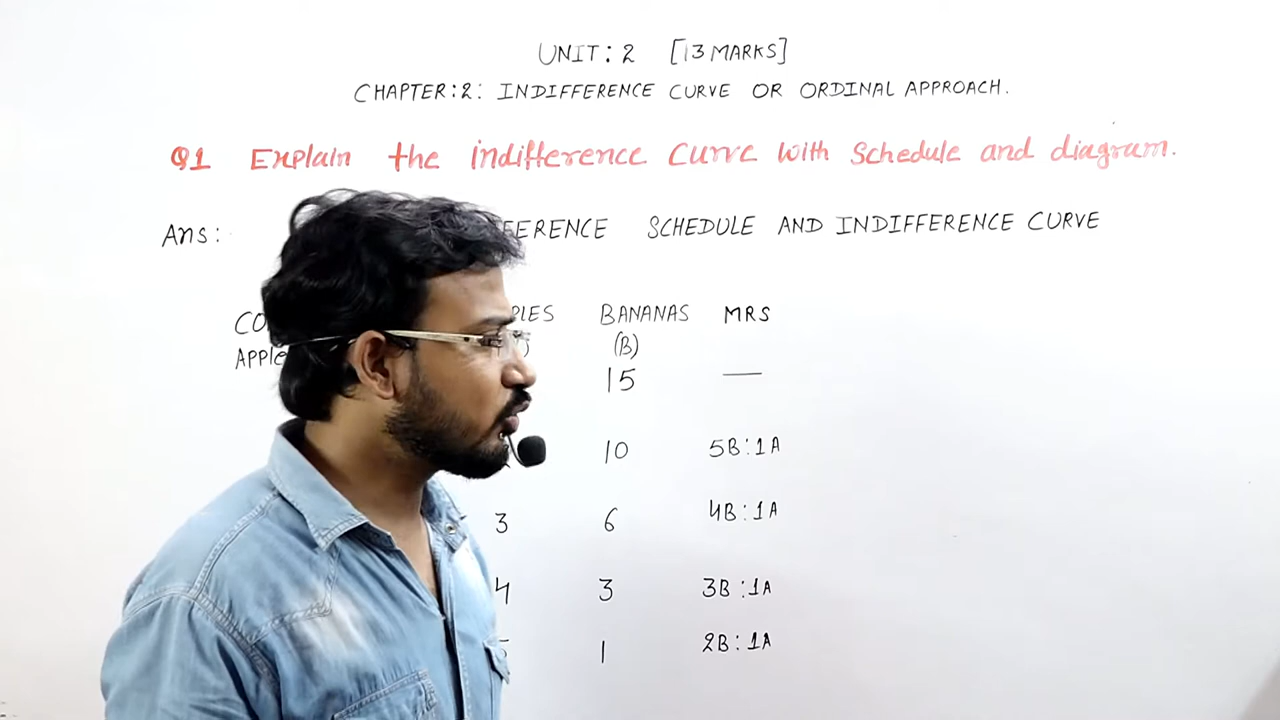 UNIT: 2 [13 MARKS]
CHAPTER:2: INDIFFERENCE CURVE OR ORDINAL APPROACH.
Q1 Explain the indifference Curve with Schedule and diagram.
Ans: FERENCE SCHEDULE AND INDIFFERENCE CURVE
CO PLES BANANAS MRS
Apple (B)
15 —
10 5B:1A
3 6 4B:1A
4 3 3B:1A
1 2B:1A